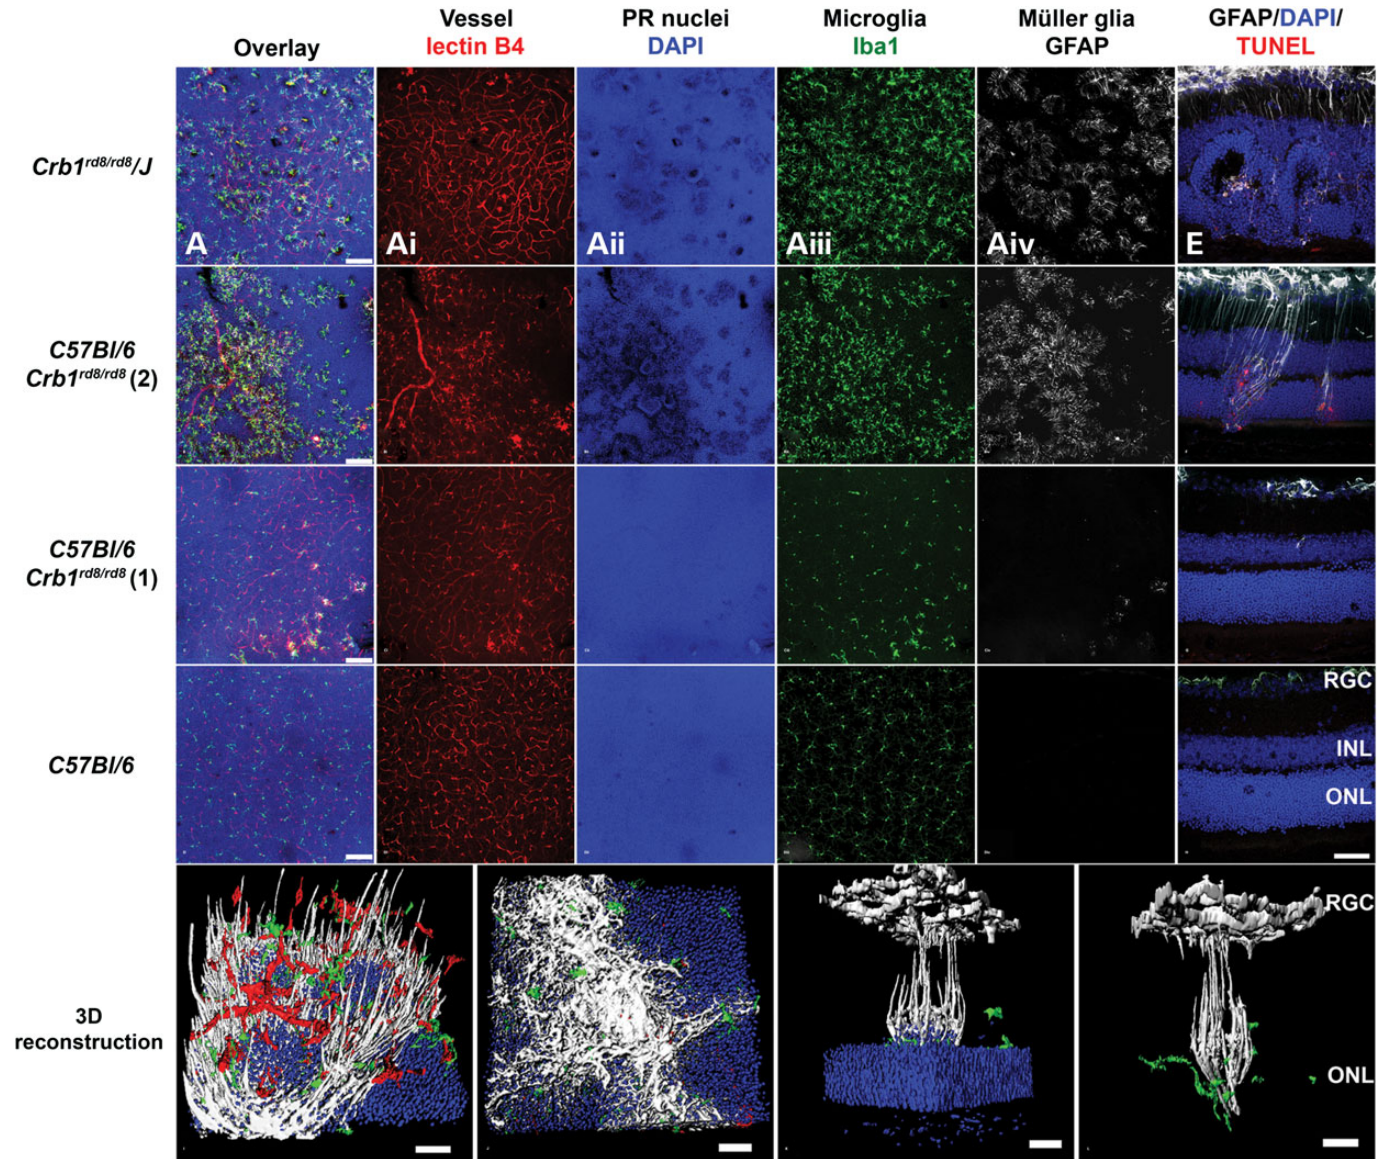 Overlay
Vessel
lectin B4
PR nuclei
DAPI
Microglia
Iba1
Müller glia
GFAP
GFAP/DAPI/
TUNEL
Crb1rd8/rd8/J
A
Ai
Aii
Aiii
Aiv
E
C57Bl/6
Crb1rd8/rd8 (2)
C57Bl/6
Crb1rd8/rd8 (1)
C57Bl/6
RGC
INL
ONL
3D
reconstruction
RGC
ONL